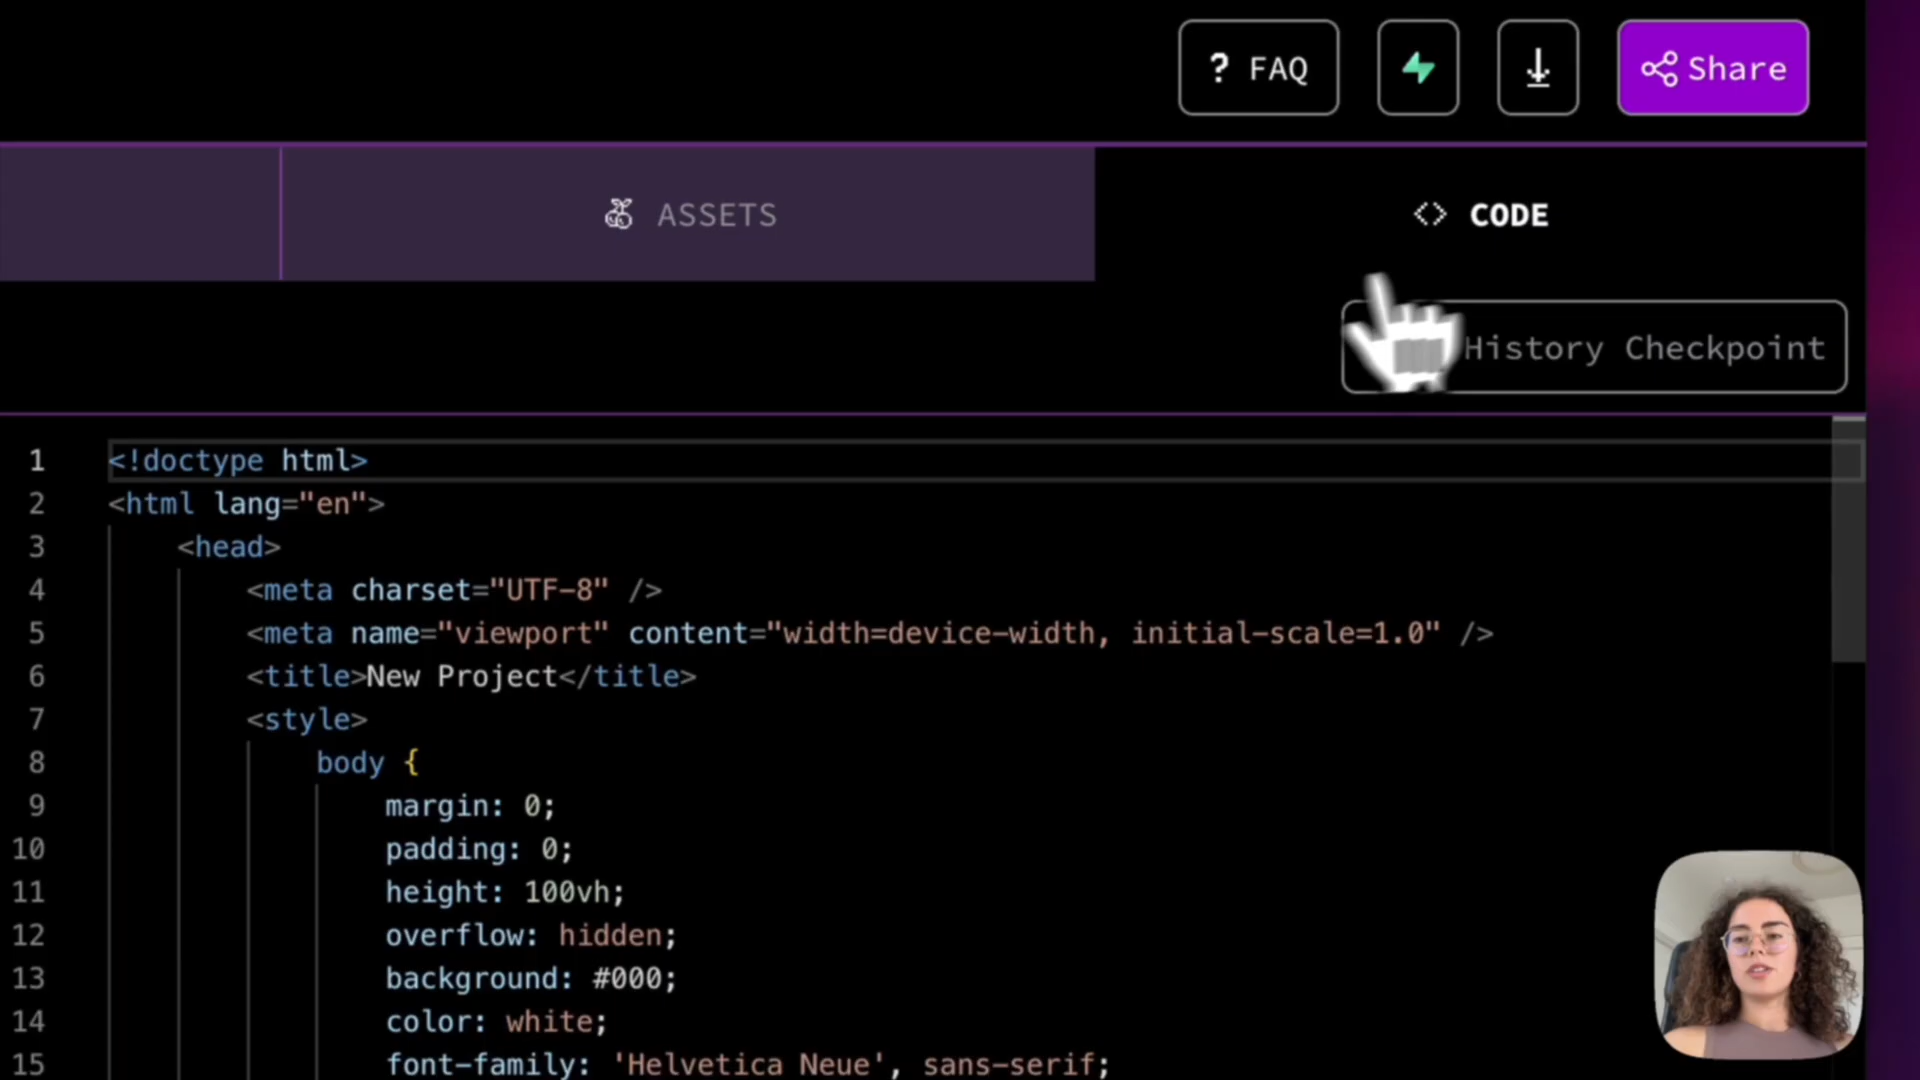 ? FAQ
Share
ASSETS
<> CODE
History Checkpoint
1 <!doctype html>
2 <html lang="en">
3 <head>
4 <meta charset="UTF-8" />
5 <meta name="viewport" content="width=device-width, initial-scale=1.0" />
6 <title>New Project</title>
7 <style>
8 body {
9 margin: 0;
10 padding: 0;
11 height: 100vh;
12 overflow: hidden;
13 background: #000;
14 color: white;
15 font-family: 'Helvetica Neue', sans-serif;